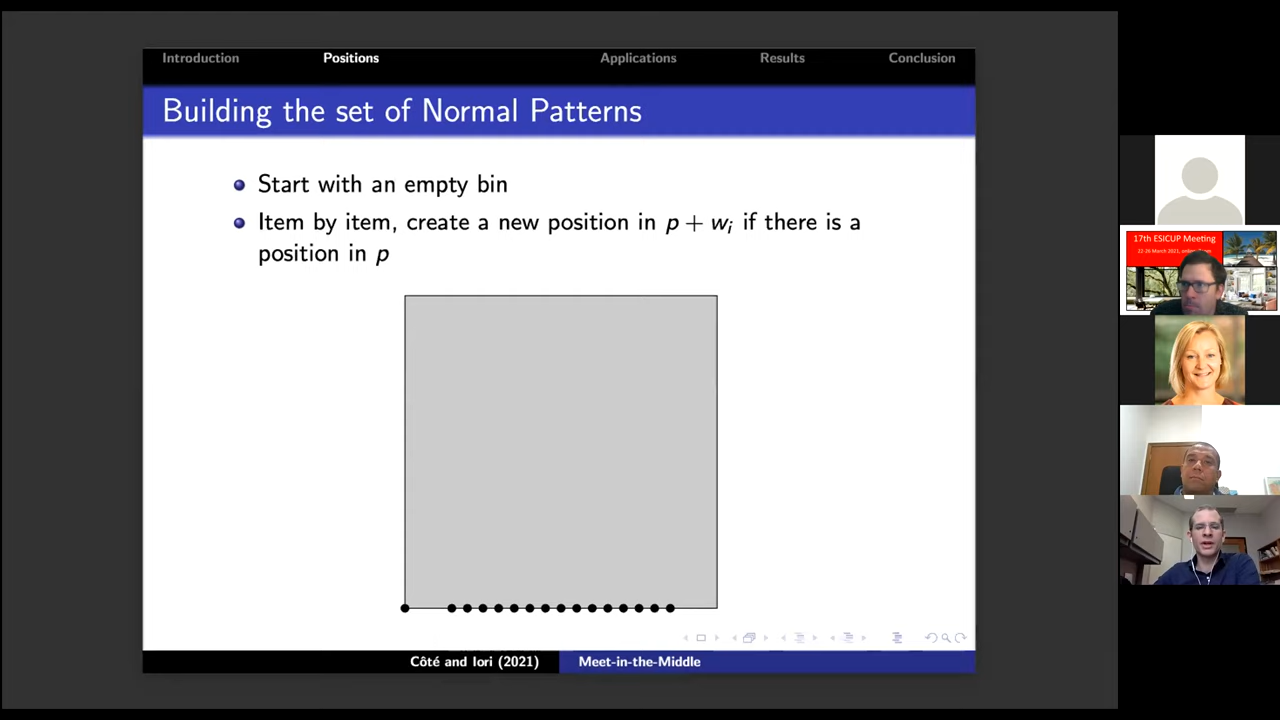 Introduction Positions Applications Results Conclusion
Building the set of Normal Patterns
Start with an empty bin
Item by item, create a new position in p + wᵢ if there is a
position in p
Côté and Iori (2021) Meet-in-the-Middle
17th ESICUP Meeting